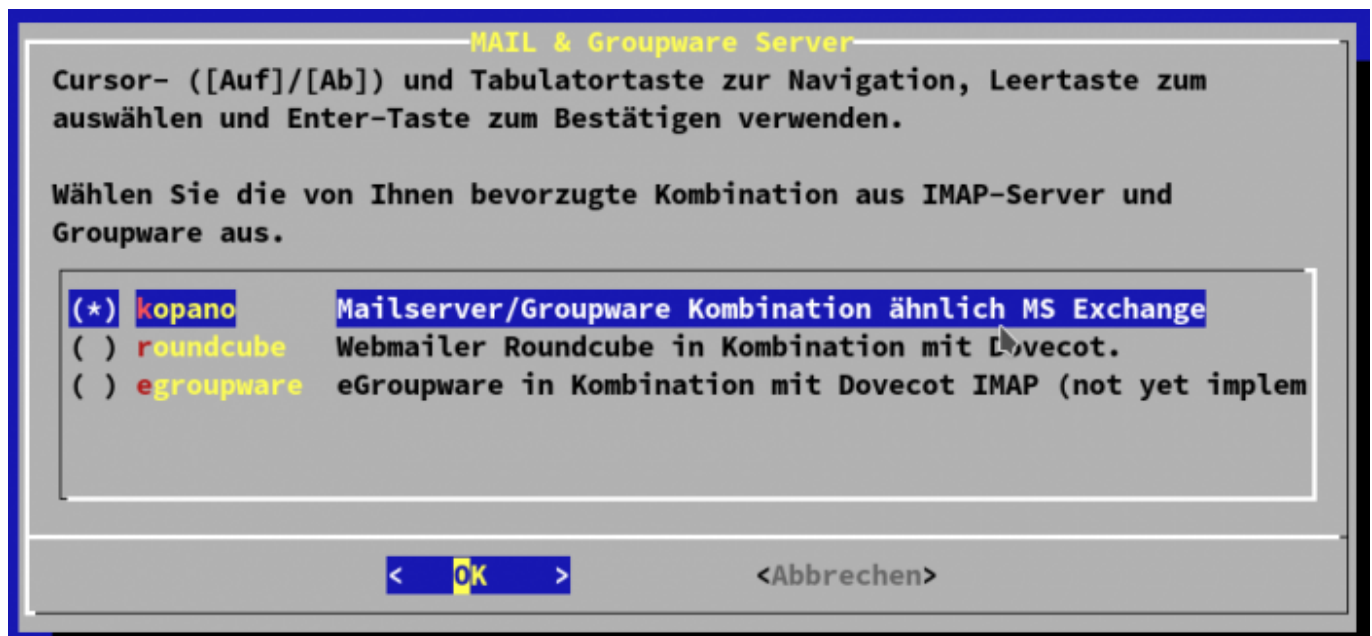 MAIL & Groupware Server
Cursor- ([Auf]/[Ab]) und Tabulatortaste zur Navigation, Leertaste zum
auswählen und Enter-Taste zum Bestätigen verwenden.
Wählen Sie die von Ihnen bevorzugte Kombination aus IMAP-Server und
Groupware aus.
(*) kopano Mailserver/Groupware Kombination ähnlich MS Exchange
( ) roundcube Webmailer Roundcube in Kombination mit Dovecot.
( ) egroupware eGroupware in Kombination mit Dovecot IMAP (not yet implem
< OK > <Abbrechen>